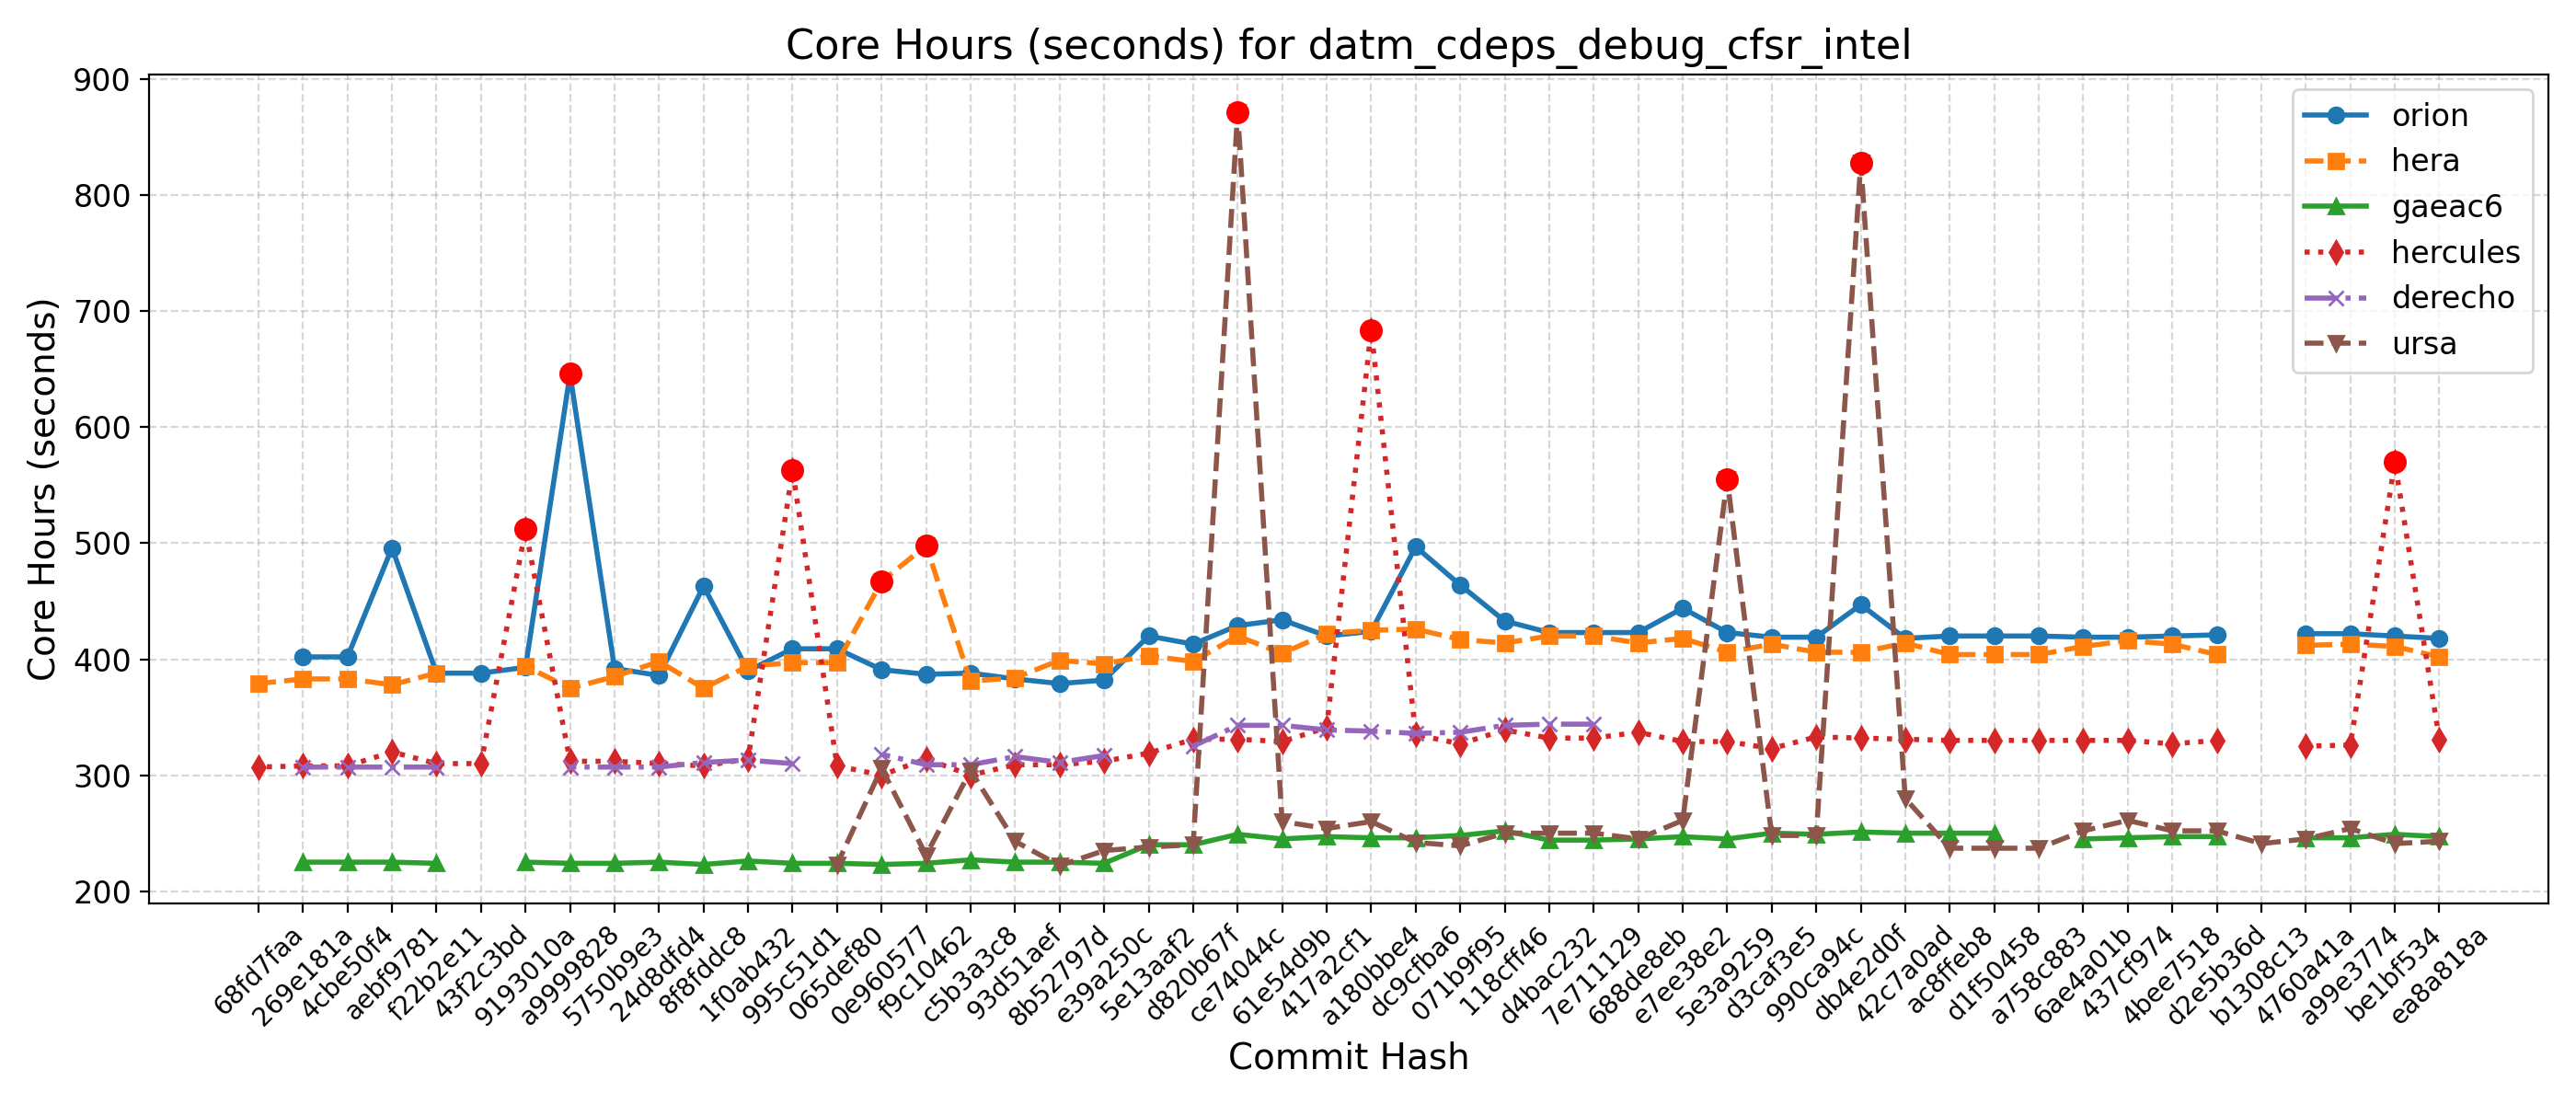 Core Hours (seconds) for datm_cdeps_debug_cfsr_intel
Core Hours (seconds)
900
800
700
600
500
400
300
200
orion
hera
gaeac6
hercules
derecho
ursa
68fd7faa
269e181a
4cbe50f4
aebf9781
f22b2e11
43f2c3bd
9193010a
a9999828
5750b9e3
24d8dfd4
8f8fddc8
1f0ab432
995c51d1
065def80
0e960577
f9c10462
c5b3a3c8
93d51aef
8b52797d
e39a250c
5e13aaf2
d820b67f
ce74044c
61e54d9b
417a2cf1
a180bbe4
dc9cfba6
071b9f95
118cff46
d4bac232
7e711129
688de8eb
e7ee38e2
5e3a9259
d3caf3e5
990ca94c
db4e2d0f
42c7a0ad
ac8ffeb8
d1f50458
a758c883
6ae4a01b
437cf974
4bee7518
d2e5b36d
b1308c13
4760a41a
a99e3774
be1bf534
ea8a818a
Commit Hash